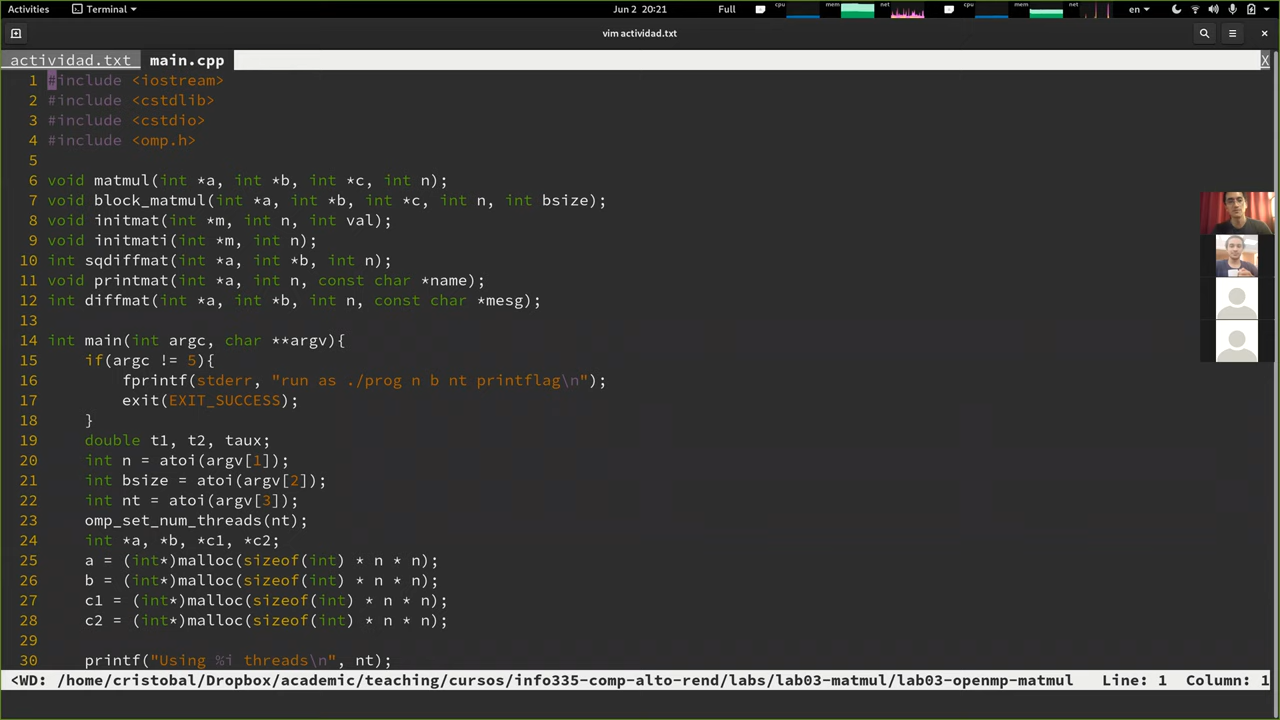 Activities Terminal Jun 2 20:21 Full cpu mem net cpu mem net en
vim actividad.txt
actividad.txt main.cpp X
1 #include <iostream>
2 #include <cstdlib>
3 #include <cstdio>
4 #include <omp.h>
5
6 void matmul(int *a, int *b, int *c, int n);
7 void block_matmul(int *a, int *b, int *c, int n, int bsize);
8 void initmat(int *m, int n, int val);
9 void initmati(int *m, int n);
10 int sqdiffmat(int *a, int *b, int n);
11 void printmat(int *a, int n, const char *name);
12 int diffmat(int *a, int *b, int n, const char *mesg);
13
14 int main(int argc, char **argv){
15 if(argc != 5){
16 fprintf(stderr, "run as ./prog n b nt printflag\n");
17 exit(EXIT_SUCCESS);
18 }
19 double t1, t2, taux;
20 int n = atoi(argv[1]);
21 int bsize = atoi(argv[2]);
22 int nt = atoi(argv[3]);
23 omp_set_num_threads(nt);
24 int *a, *b, *c1, *c2;
25 a = (int*)malloc(sizeof(int) * n * n);
26 b = (int*)malloc(sizeof(int) * n * n);
27 c1 = (int*)malloc(sizeof(int) * n * n);
28 c2 = (int*)malloc(sizeof(int) * n * n);
29
30 printf("Using %i threads\n", nt);
<WD: /home/cristobal/Dropbox/academic/teaching/cursos/info335-comp-alto-rend/labs/lab03-matmul/lab03-openmp-matmul Line: 1 Column: 1